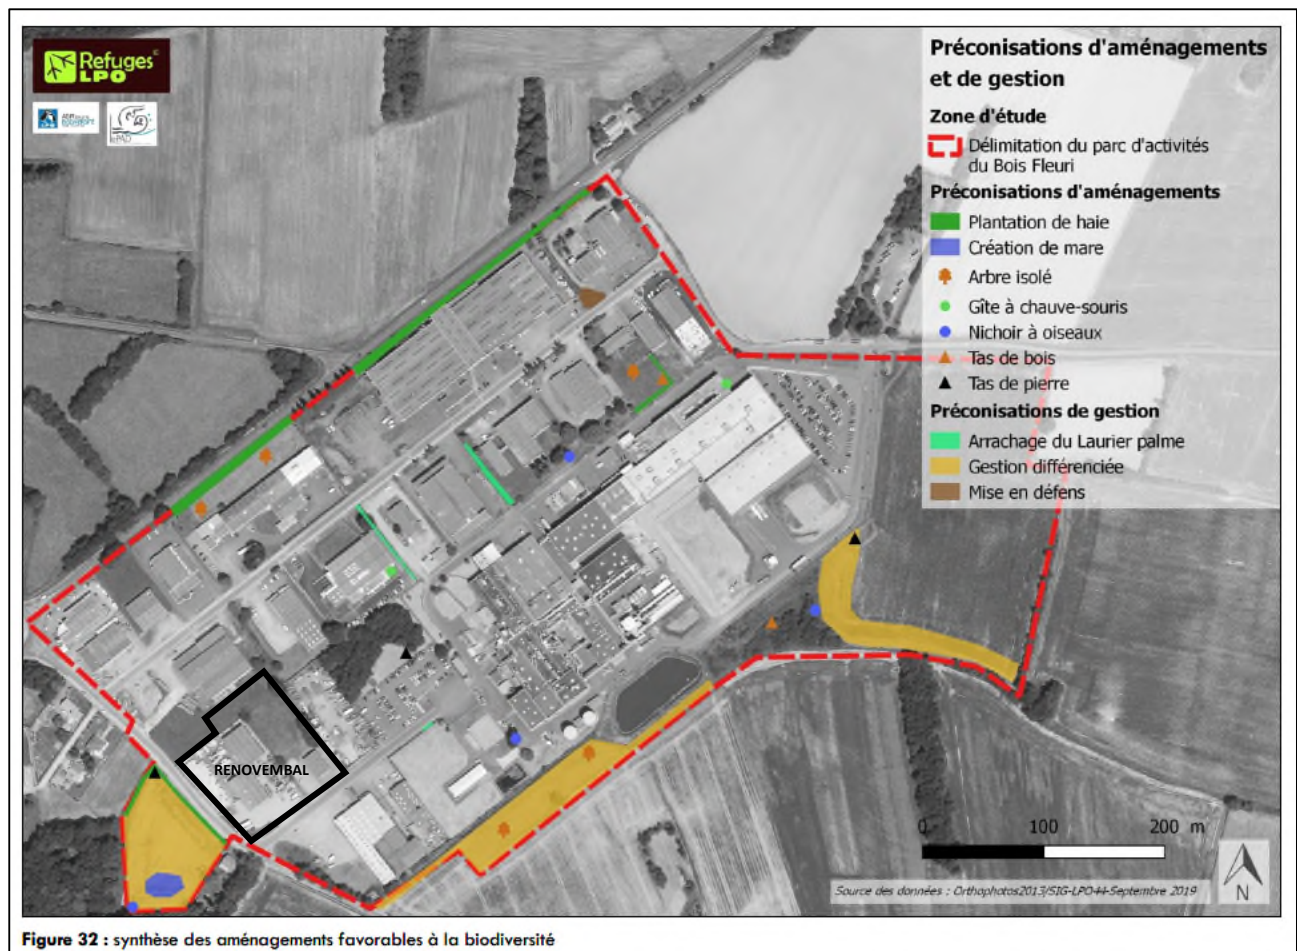 Refuges
LPO
Préconisations d'aménagements
et de gestion
Zone d'étude
Délimitation du parc d'activités
du Bois Fleuri
Préconisations d'aménagements
Plantation de haie
Création de mare
Arbre isolé
Gîte à chauve-souris
Nichoir à oiseaux
Tas de bois
Tas de pierre
Préconisations de gestion
Arrachage du Laurier palme
Gestion différenciée
Mise en défens
RENOVEMBAL
0 100 200 m
Source des données : Orthophotos2013/SIG-LPO44-Septembre 2019
N
Figure 32 : synthèse des aménagements favorables à la biodiversité